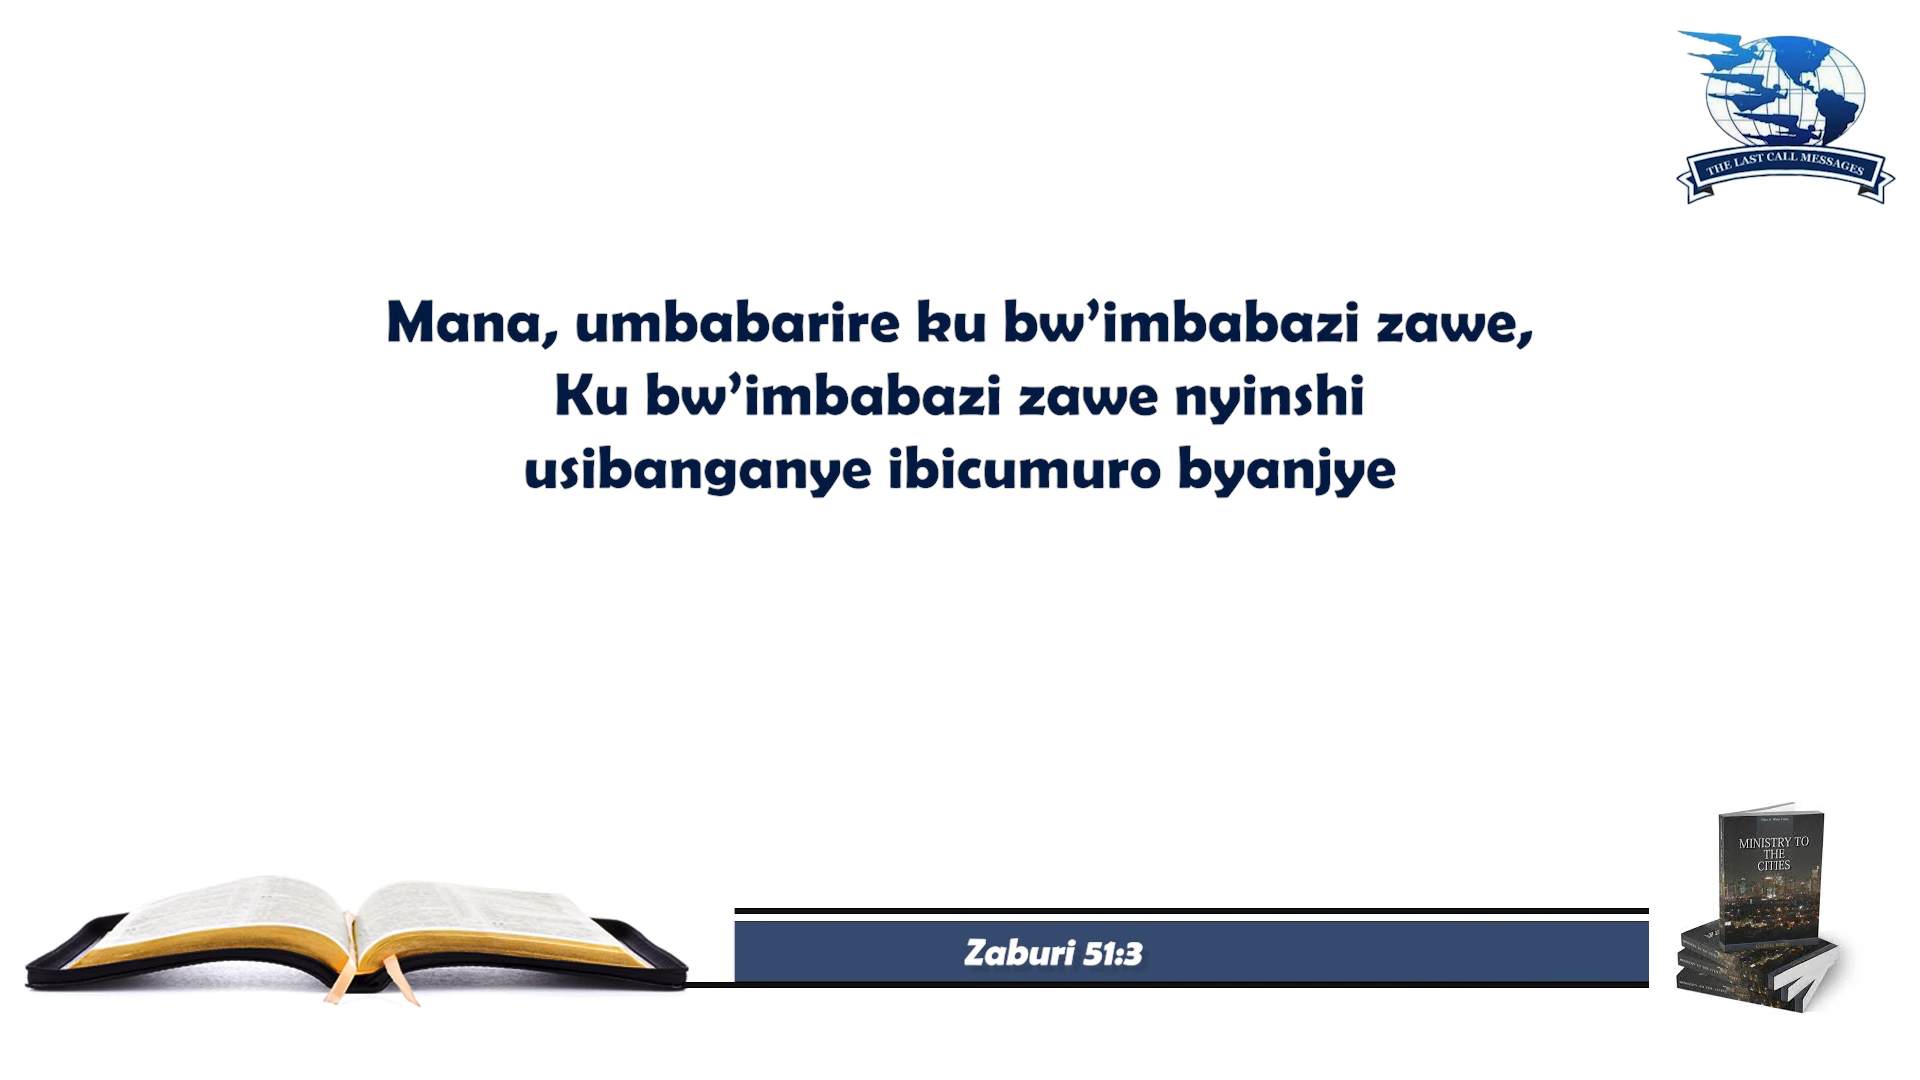 THE LAST CALL MESSAGES
Mana, umbabarire ku bw’imbabazi zawe,
Ku bw’imbabazi zawe nyinshi
usibanganye ibicumuro byanjye
MINISTRY TO
THE
CITIES
Zaburi 51:3